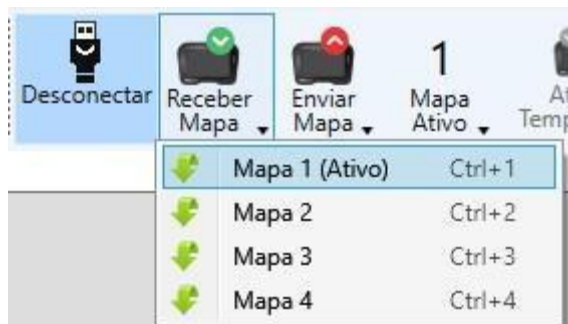 Desconectar
Receber
Mapa
Enviar
Mapa
1
Mapa
Ativo
Mapa 1 (Ativo) Ctrl+1
Mapa 2 Ctrl+2
Mapa 3 Ctrl+3
Mapa 4 Ctrl+4